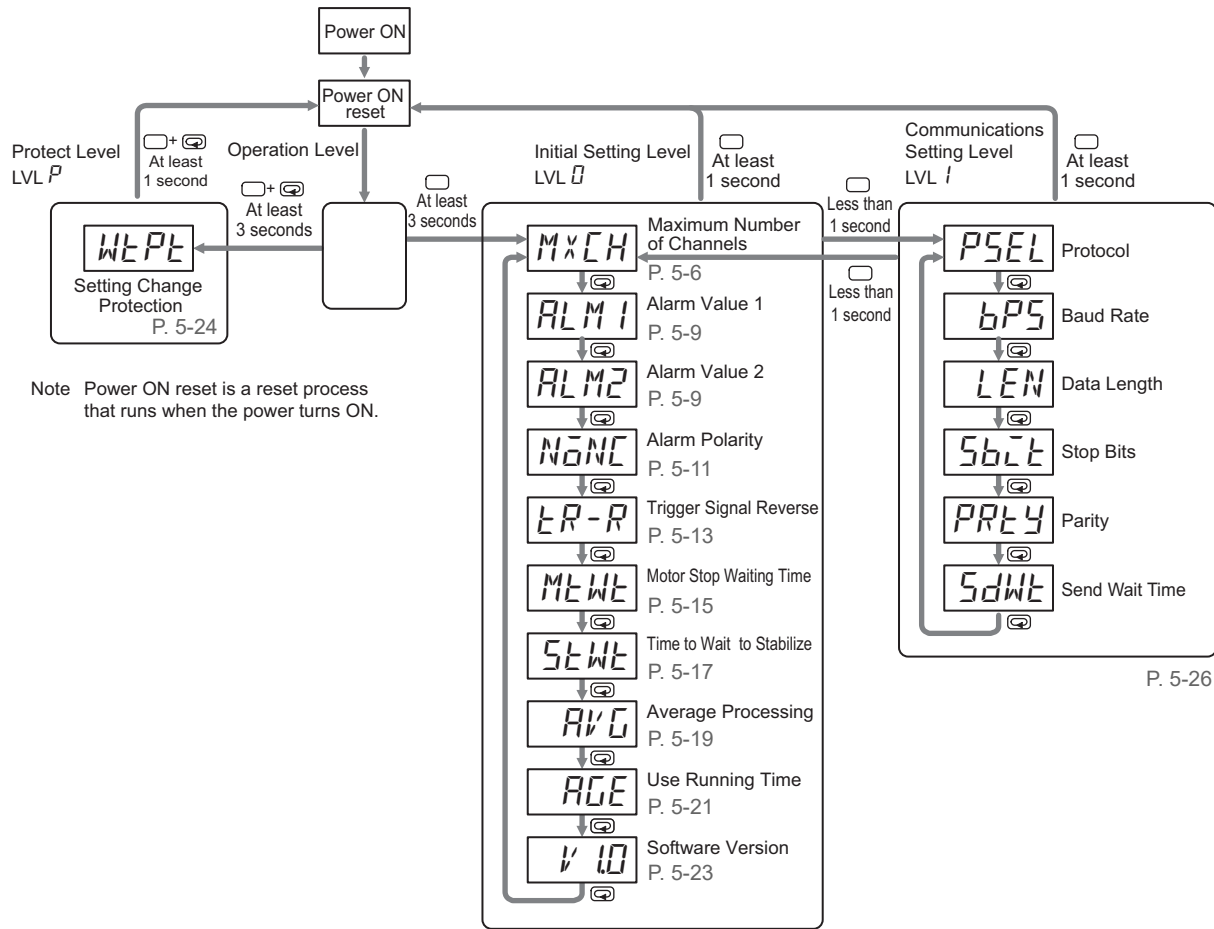 Power ON
Power ON
reset
Protect Level
LVL P
+
At least
1 second
Operation Level
+
At least
3 seconds
At least
3 seconds
WtPt
Setting Change
Protection
P. 5-24
Note Power ON reset is a reset process
that runs when the power turns ON.
Initial Setting Level
LVL 0
At least
1 second
MXCH
Maximum Number
of Channels
P. 5-6
ALM1
Alarm Value 1
P. 5-9
ALM2
Alarm Value 2
P. 5-9
NoNC
Alarm Polarity
P. 5-11
tR-R
Trigger Signal Reverse
P. 5-13
MtWt
Motor Stop Waiting Time
P. 5-15
StWt
Time to Wait to Stabilize
P. 5-17
AVG
Average Processing
P. 5-19
AGE
Use Running Time
P. 5-21
V 1.0
Software Version
P. 5-23
Less than
1 second
Less than
1 second
Communications
Setting Level
LVL 1
At least
1 second
PSEL
Protocol
bPS
Baud Rate
LEN
Data Length
Sbit
Stop Bits
PRtY
Parity
SdWt
Send Wait Time
P. 5-26